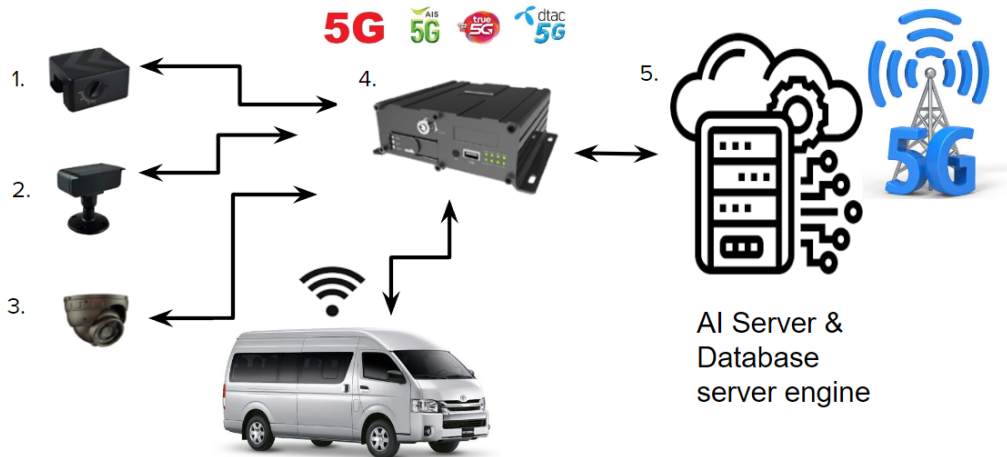 5G
AIS
5G
true
5G
dtac
5G
1.
4.
5.
2.
3.
5G
AI Server &
Database
server engine